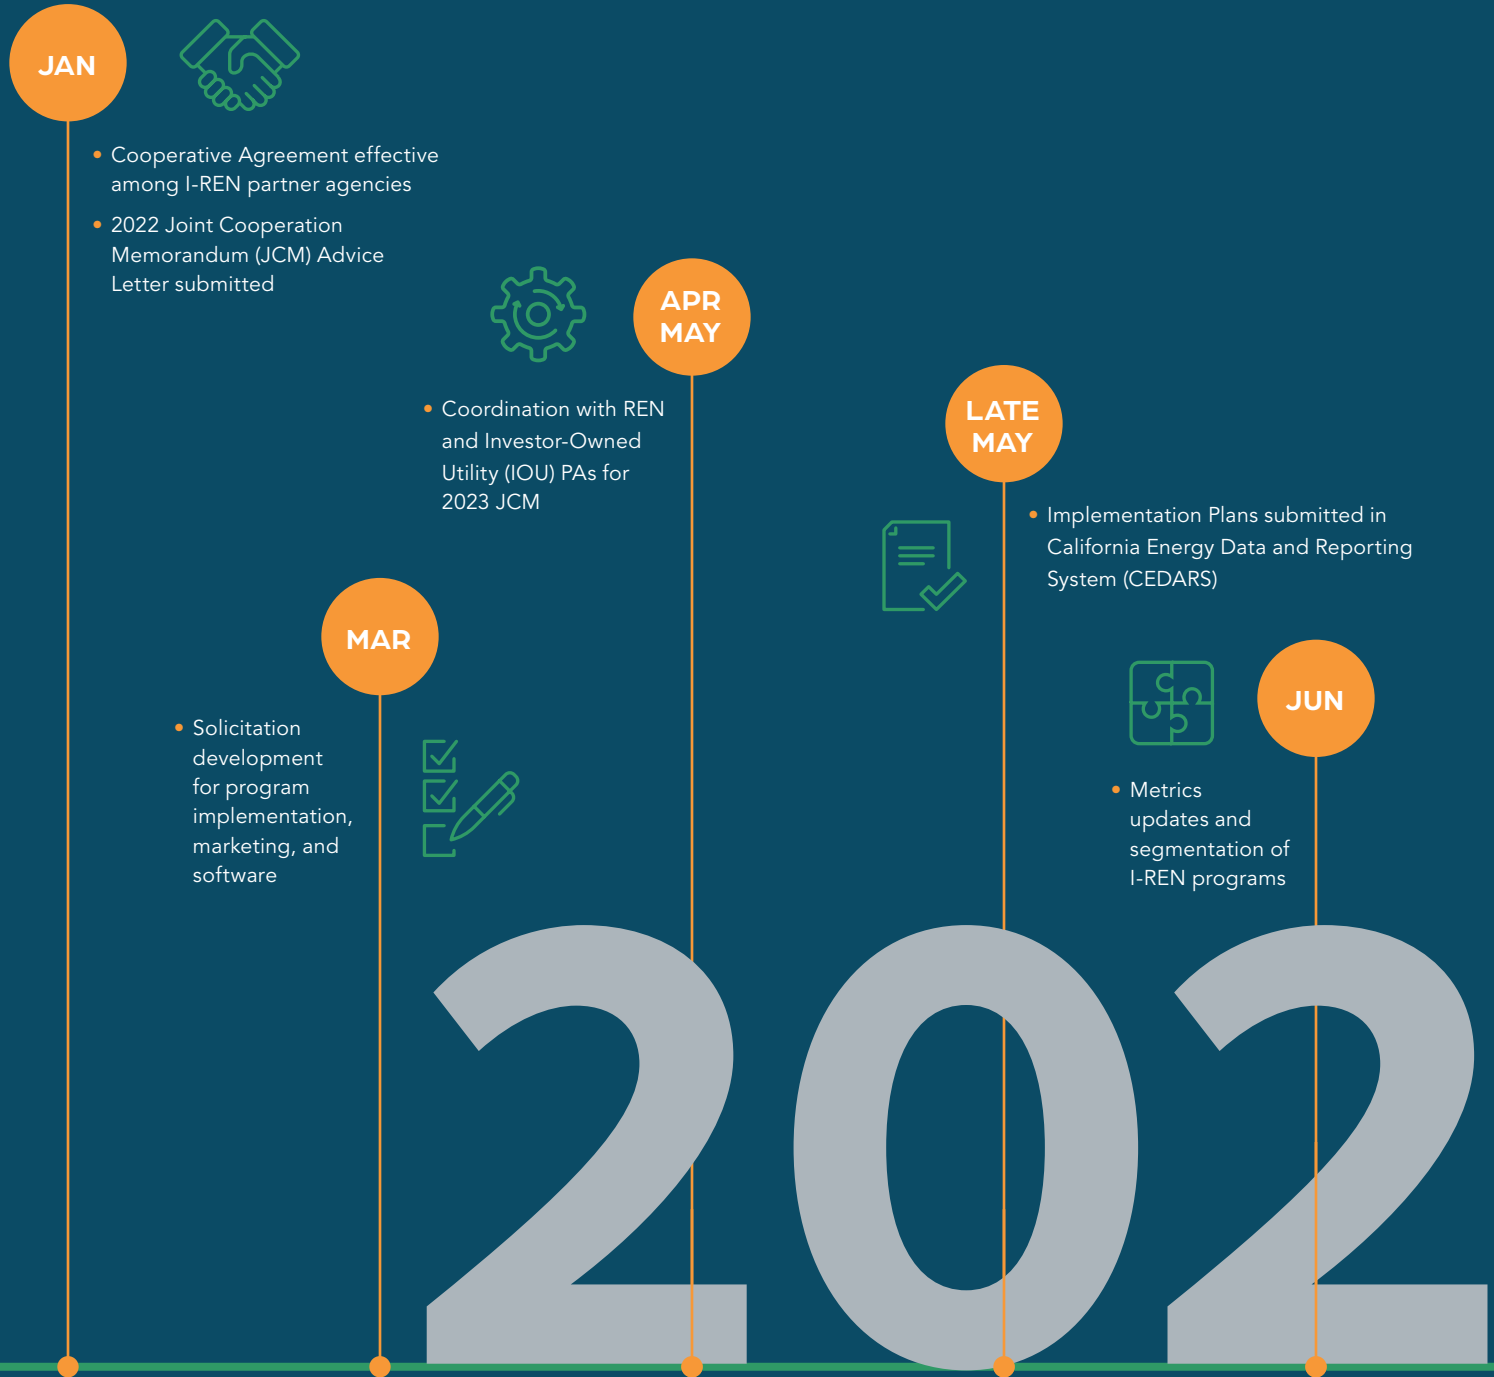 JAN
• Cooperative Agreement effective
among I-REN partner agencies
• 2022 Joint Cooperation
Memorandum (JCM) Advice
Letter submitted
MAR
• Solicitation
development
for program
implementation,
marketing, and
software
APR
MAY
• Coordination with REN
and Investor-Owned
Utility (IOU) PAs for
2023 JCM
LATE
MAY
• Implementation Plans submitted in
California Energy Data and Reporting
System (CEDARS)
JUN
• Metrics
updates and
segmentation of
I-REN programs
202